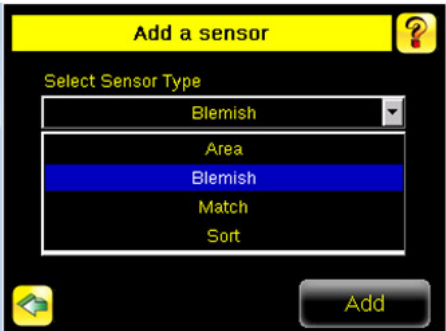 Add a sensor
?
Select Sensor Type
Blemish
Area
Blemish
Match
Sort
Add